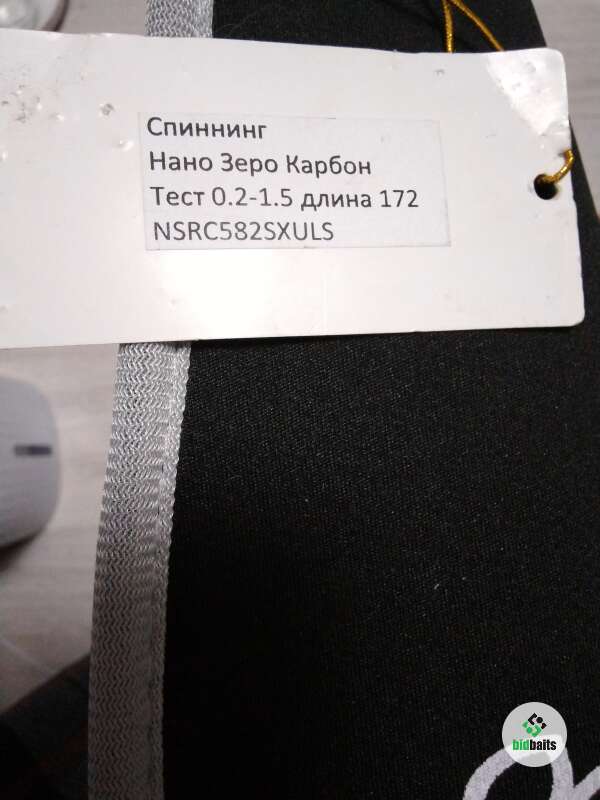 Спиннинг
Нано Зеро Карбон
Тест 0.2-1.5 длина 172
NSRC582SXULS
bidbaits